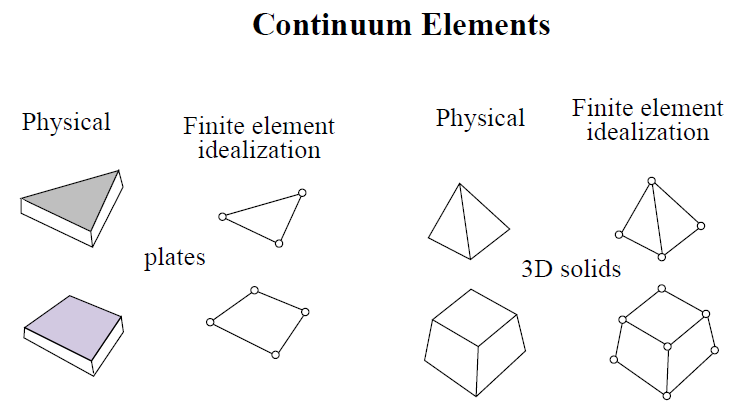 Continuum Elements
Physical
Finite element
idealization
Physical
Finite element
idealization
plates
3D solids